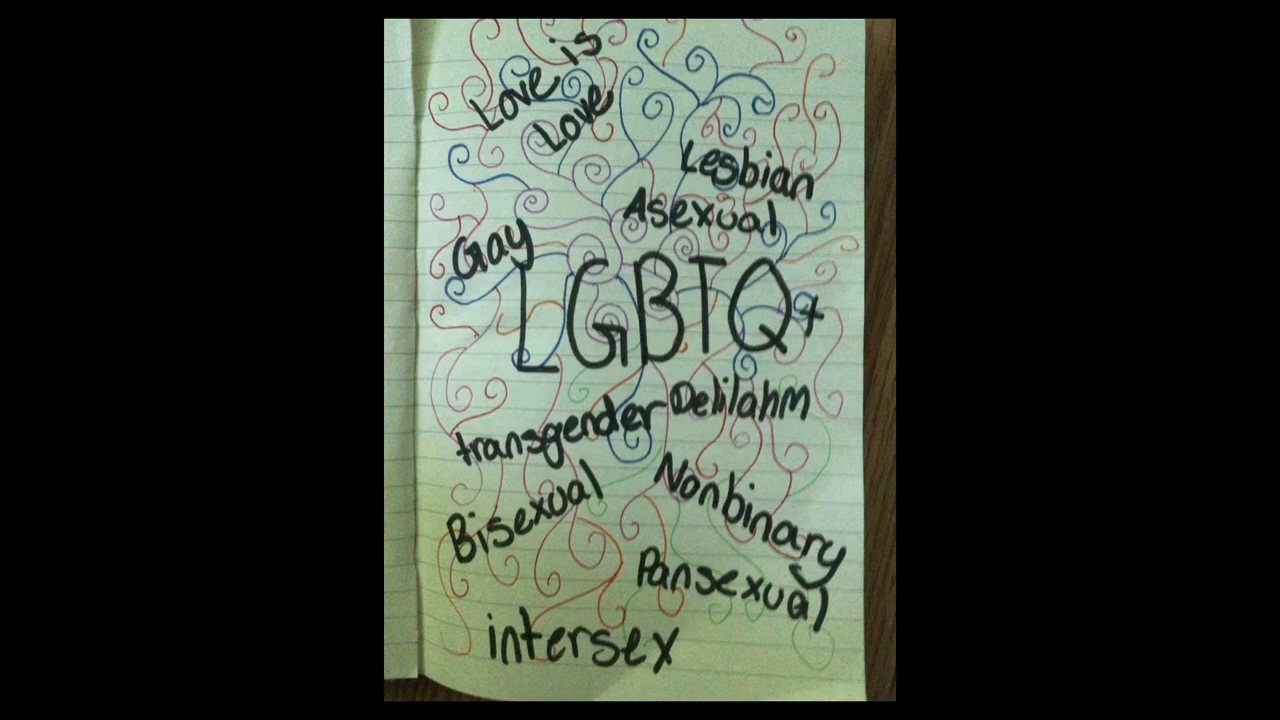 Love is
Love
Lesbian
Asexual
Gay
LGBTQ+
Delilahm
transgender
Nonbinary
Bisexual
Pansexual
intersex